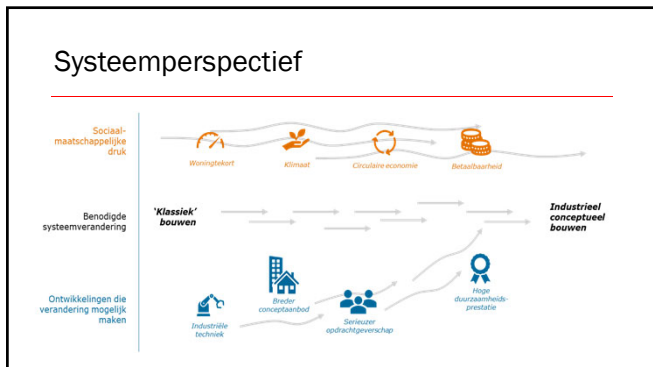 Systeemperspectief
Sociaal-
maatschappelijke
druk
Woningtekort
Klimaat
Circulaire economie
Betaalbaarheid
Benodigde
systeemverandering
'Klassiek'
bouwen
Industrieel
conceptueel
bouwen
Ontwikkelingen die
verandering mogelijk
maken
Industriële
techniek
Breder
conceptaanbod
Serieuzer
opdrachtgeverschap
Hoge
duurzaamheids-
prestatie